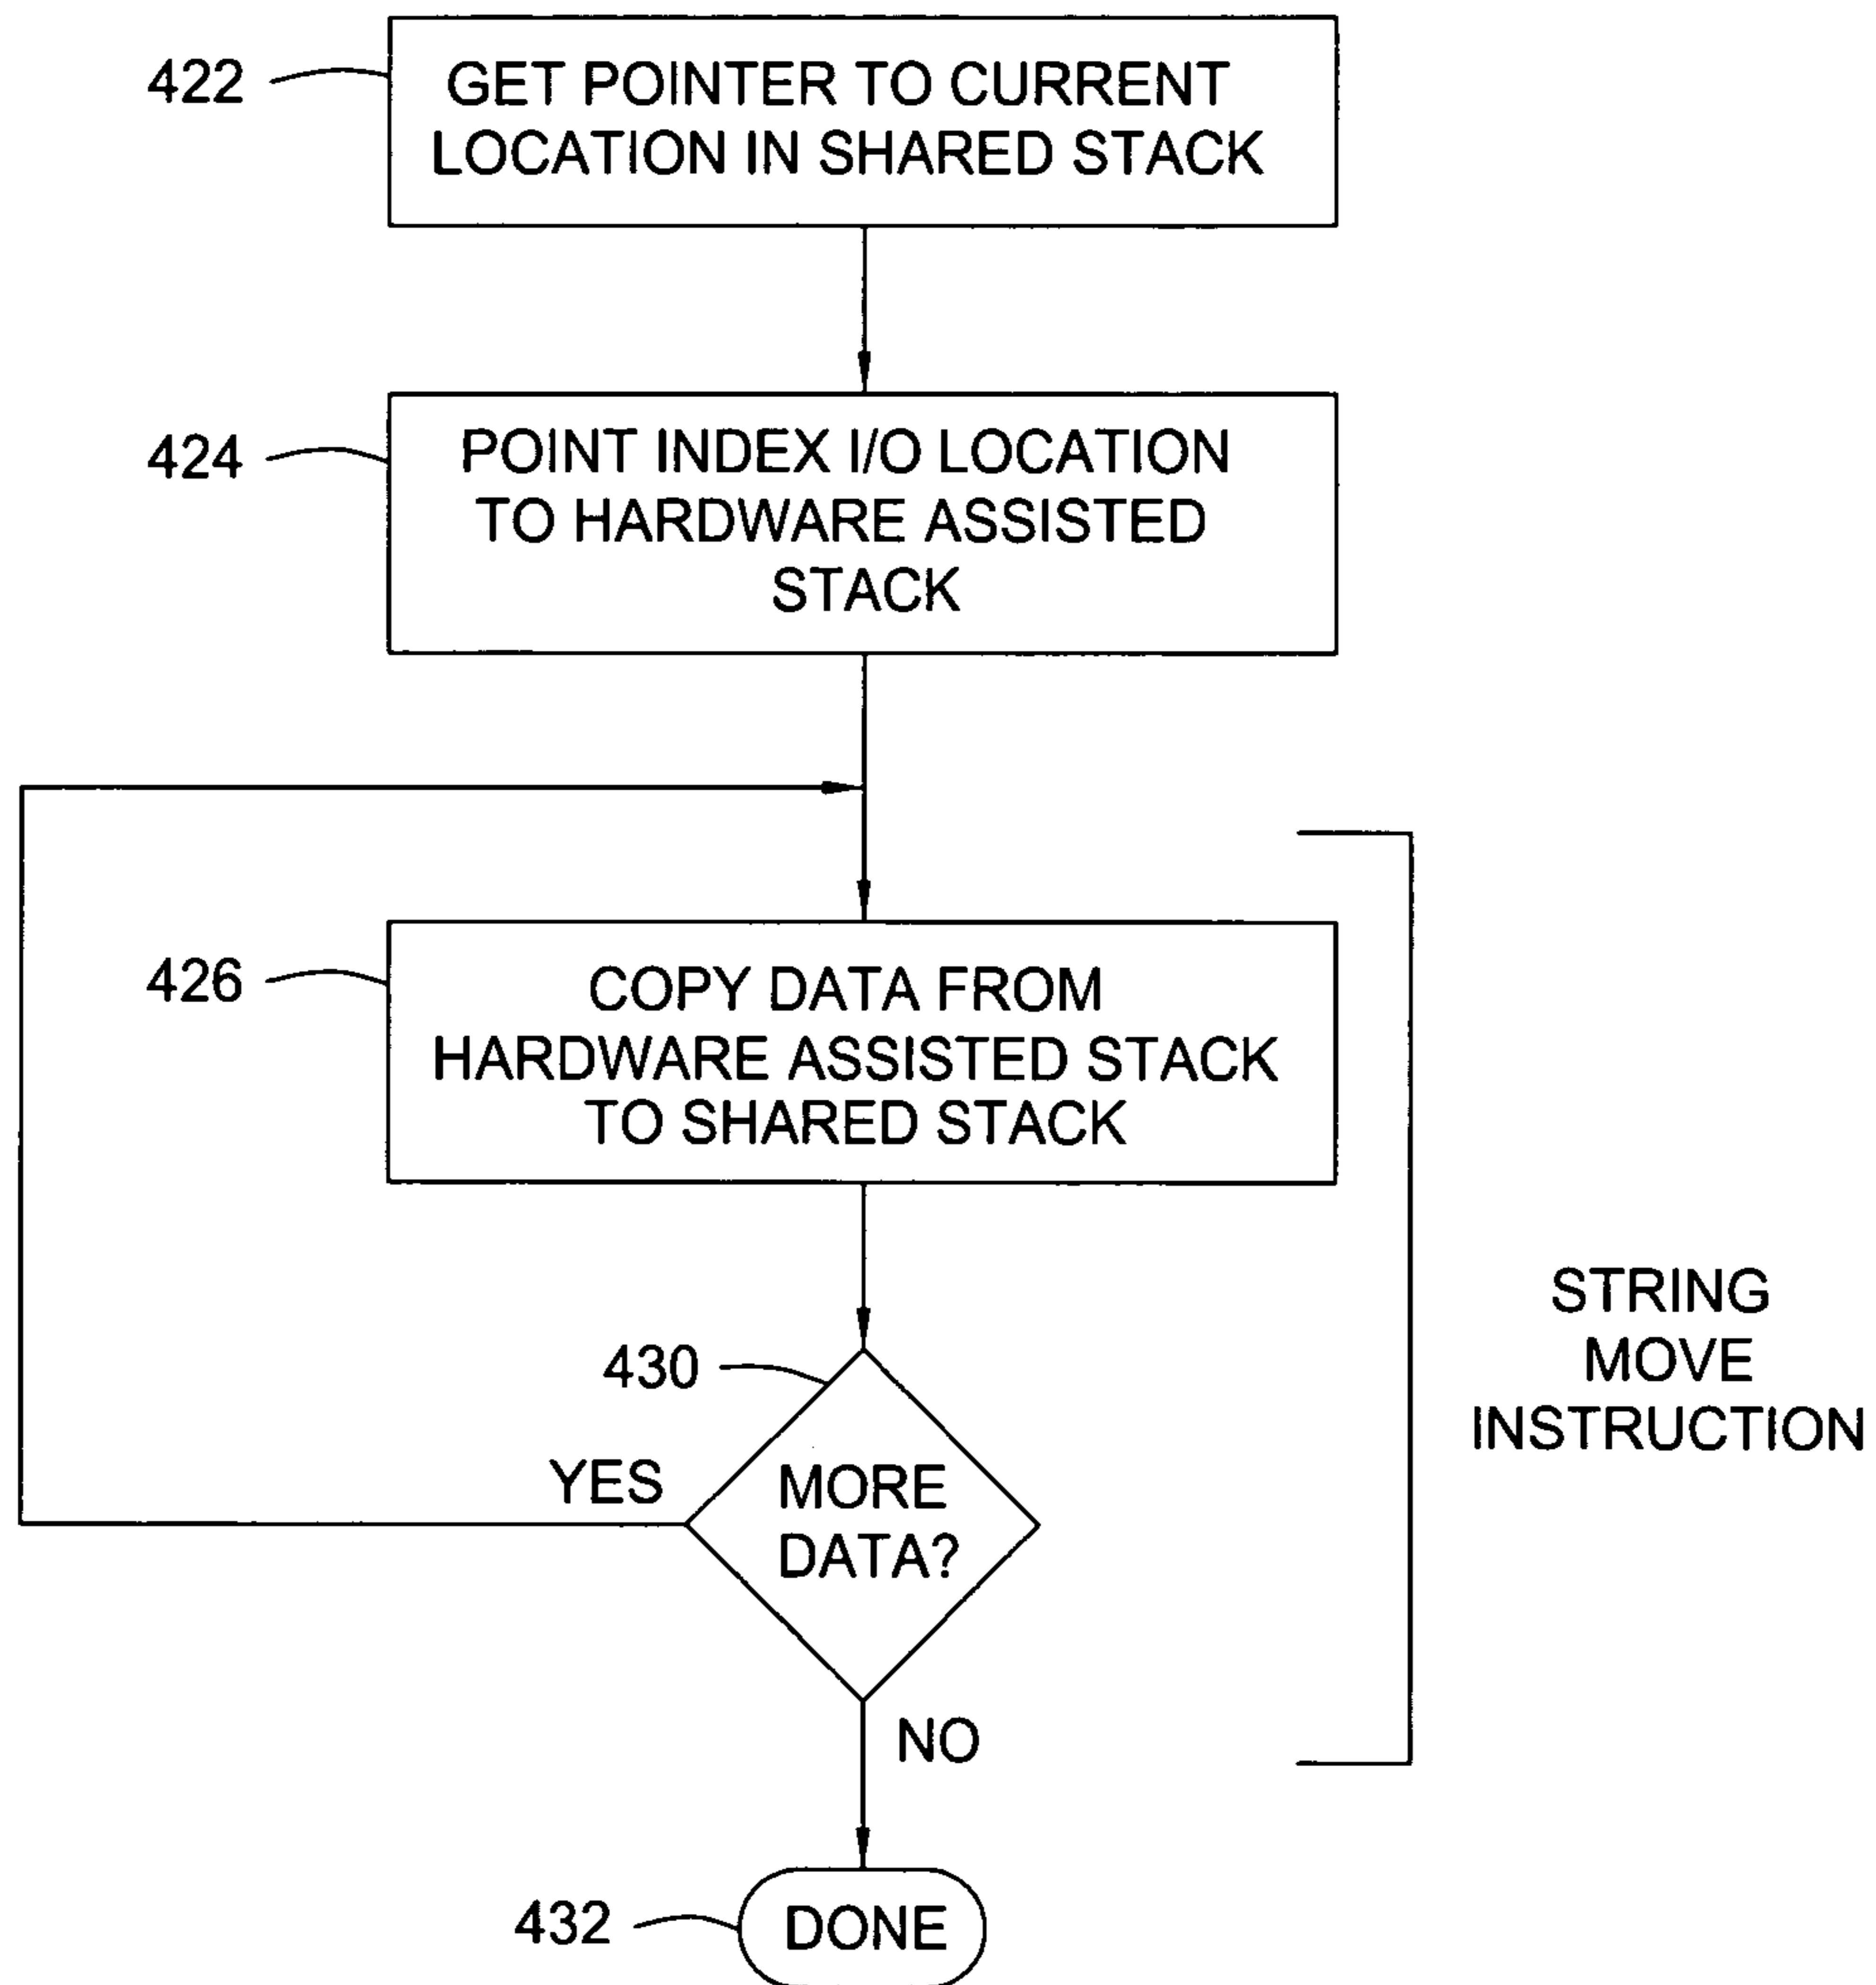 422
GET POINTER TO CURRENT
LOCATION IN SHARED STACK
424
POINT INDEX I/O LOCATION
TO HARDWARE ASSISTED
STACK
426
COPY DATA FROM
HARDWARE ASSISTED STACK
TO SHARED STACK
STRING
MOVE
INSTRUCTION
430
YES
MORE
DATA?
NO
432
DONE